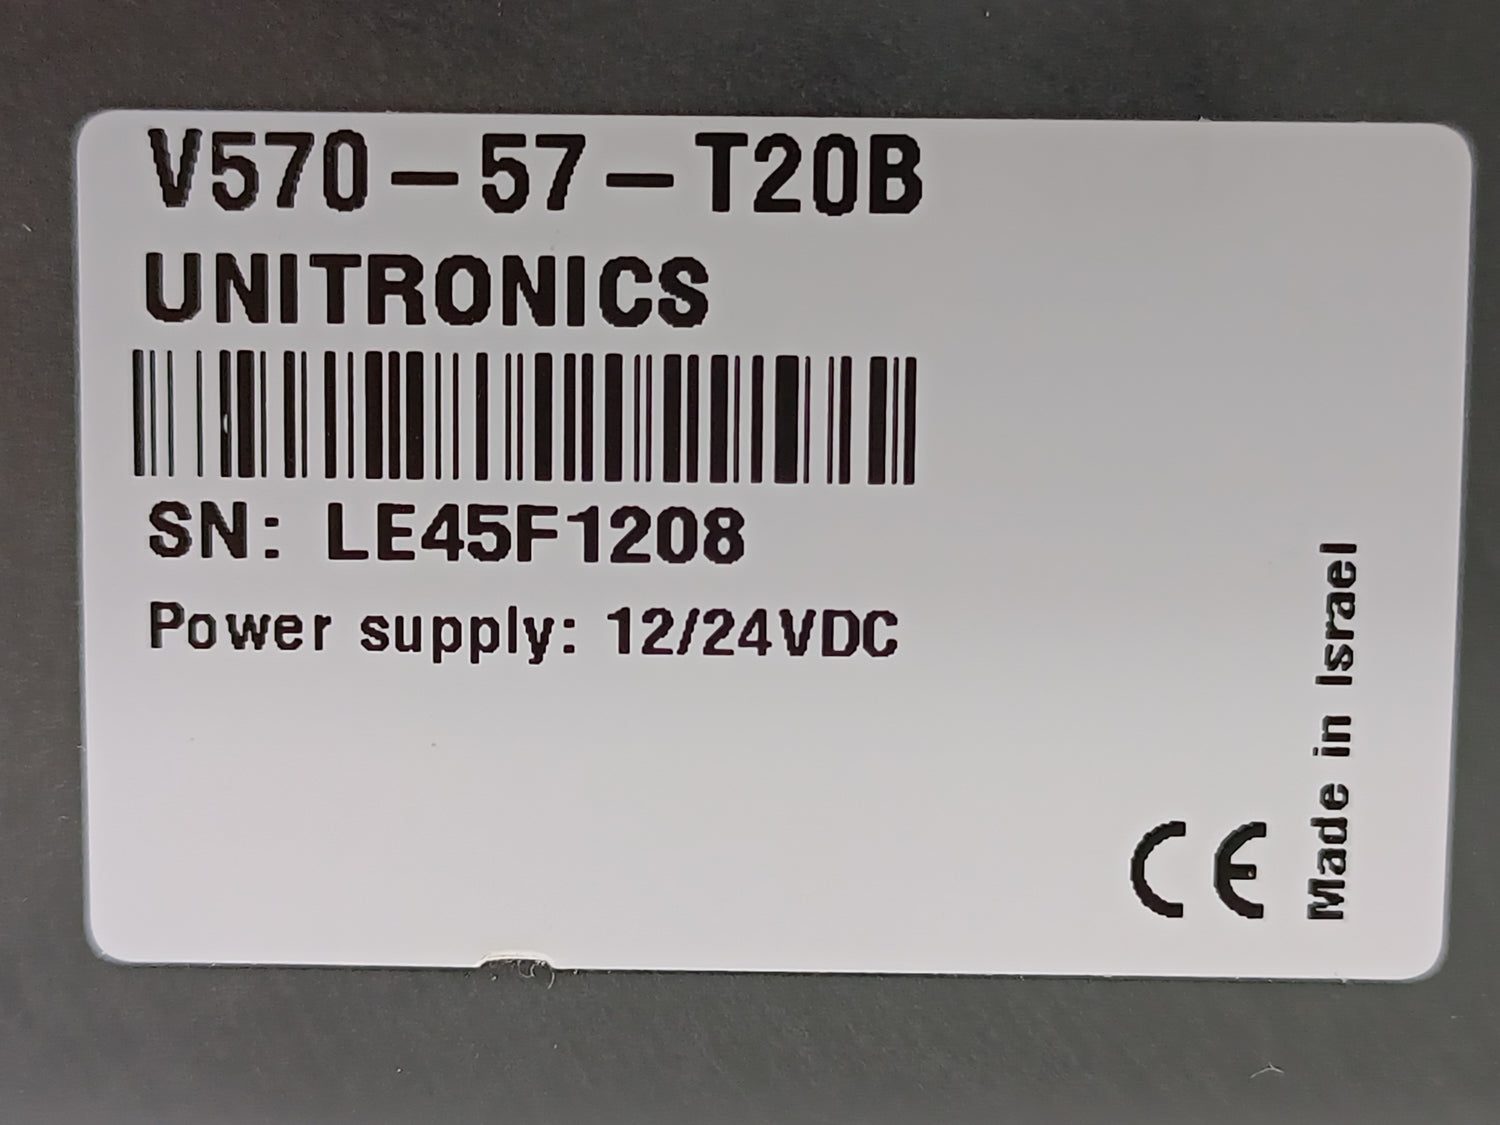 V570-57-T20B
UNITRONICS
SN: LE45F1208
Power supply: 12/24VDC
CE
Made in Israel